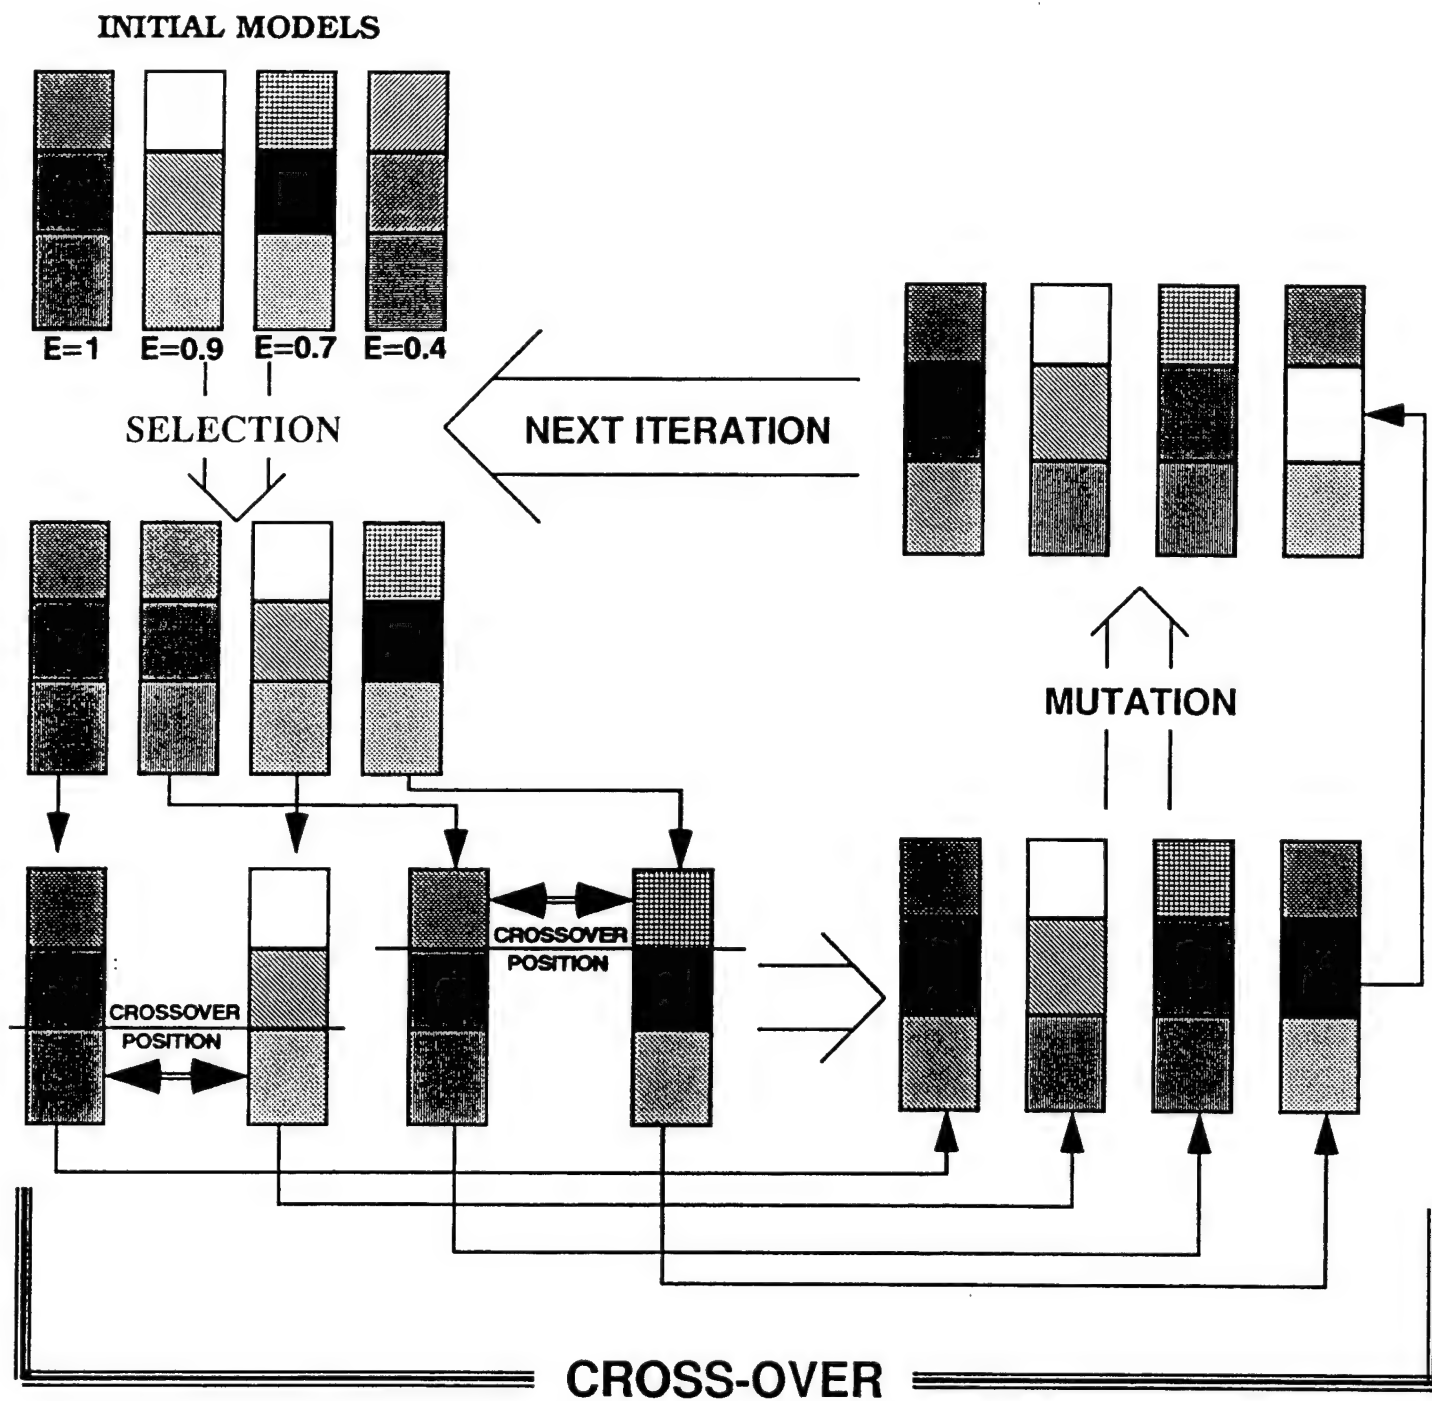 INITIAL MODELS
E=1 E=0.9 E=0.7 E=0.4
SELECTION
NEXT ITERATION
MUTATION
CROSSOVER
POSITION
CROSSOVER
POSITION
CROSS-OVER